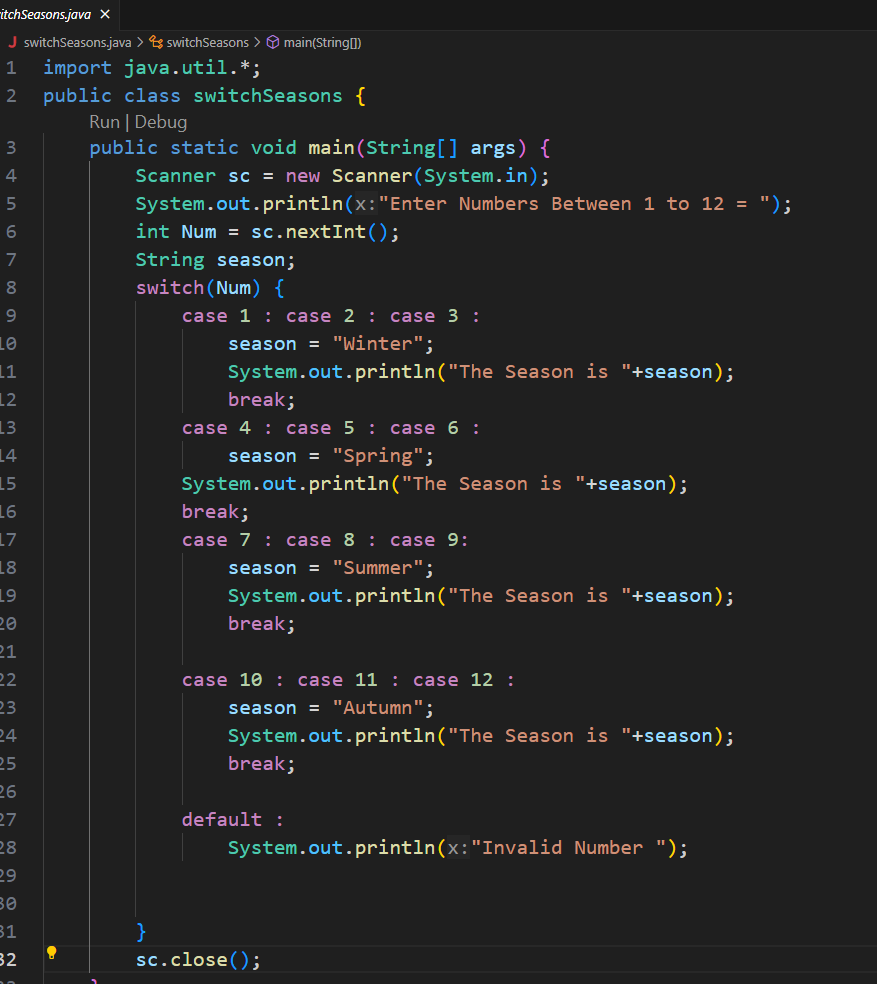 itchSeasons.java ×
J switchSeasons.java > switchSeasons > main(String[])
1 import java.util.*;
2 public class switchSeasons {
Run | Debug
3 public static void main(String[] args) {
4 Scanner sc = new Scanner(System.in);
5 System.out.println(x:"Enter Numbers Between 1 to 12 = ");
6 int Num = sc.nextInt();
7 String season;
8 switch(Num) {
9 case 1 : case 2 : case 3 :
10 season = "Winter";
11 System.out.println("The Season is "+season);
12 break;
13 case 4 : case 5 : case 6 :
14 season = "Spring";
15 System.out.println("The Season is "+season);
16 break;
17 case 7 : case 8 : case 9:
18 season = "Summer";
19 System.out.println("The Season is "+season);
20 break;
21
22 case 10 : case 11 : case 12 :
23 season = "Autumn";
24 System.out.println("The Season is "+season);
25 break;
26
27 default :
28 System.out.println(x:"Invalid Number ");
29
30
31 }
32 sc.close();